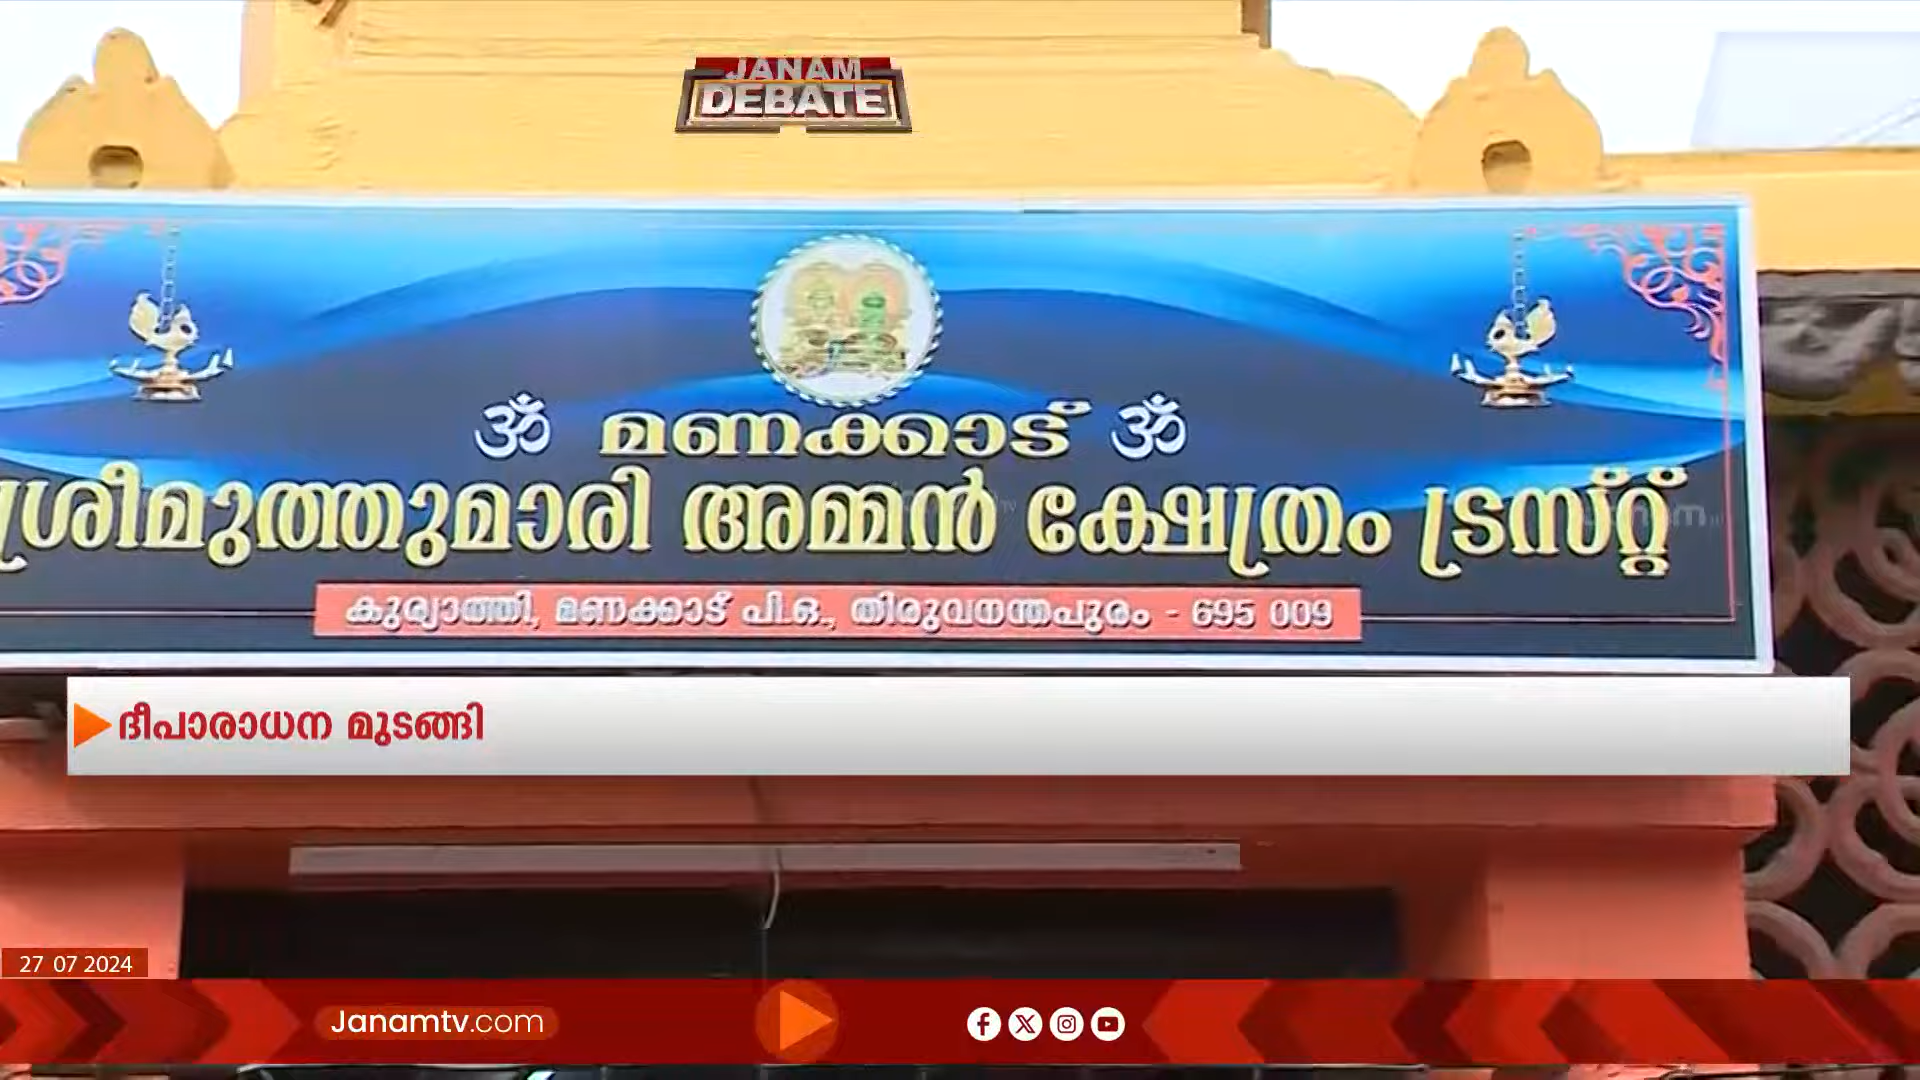 JANAM
DEBATE
ॐ മണക്കാട് ॐ
ശ്രീമുത്തുമാരി അമ്മൻ ക്ഷേത്രം ട്രസ്റ്റ്
കുര്യാത്തി, മണക്കാട് പി.ഒ., തിരുവനന്തപുരം - 695 009
ദീപാരാധന മുടങ്ങി
27 07 2024
Janamtv.com